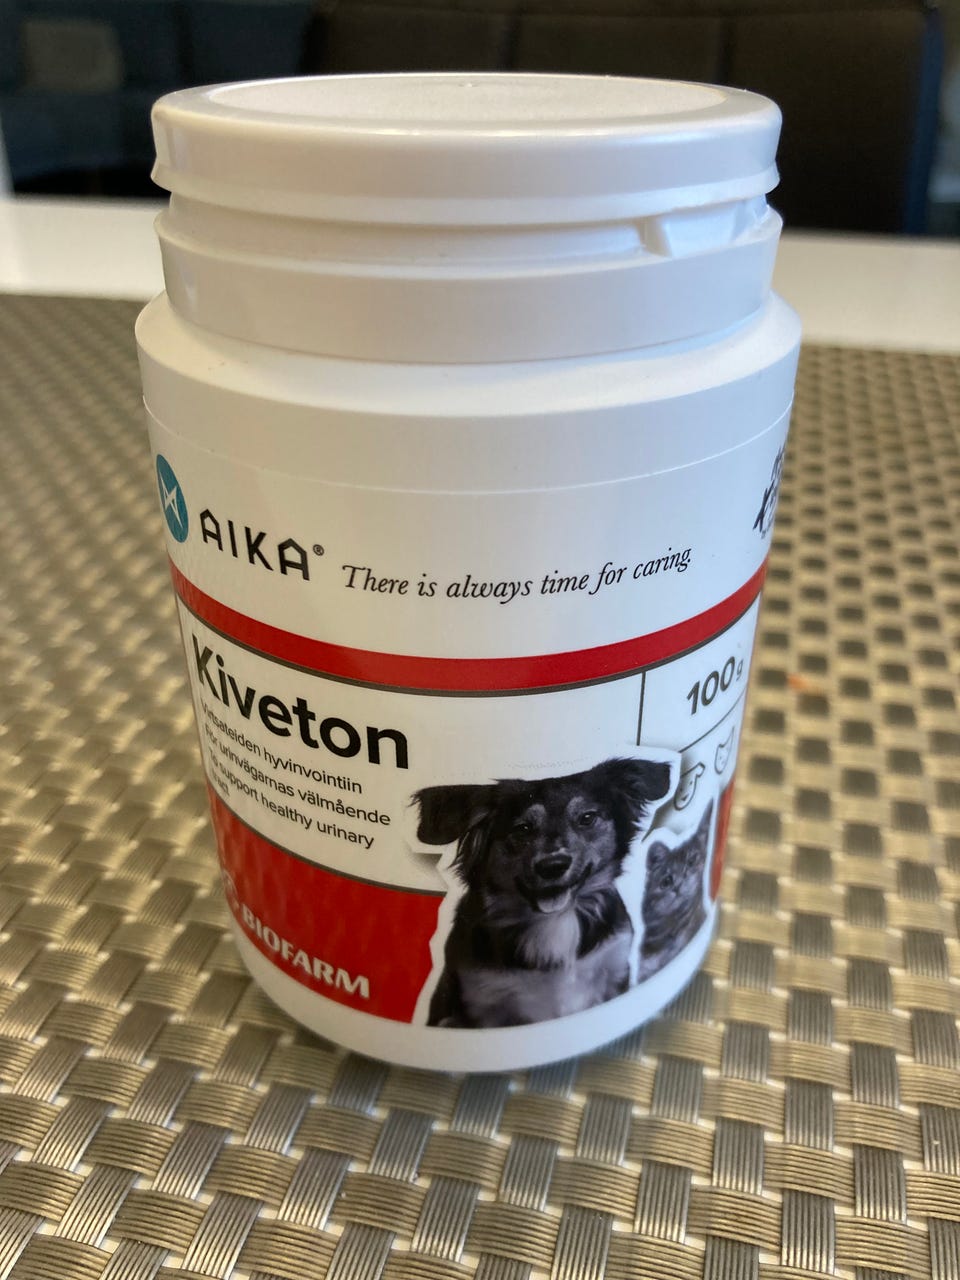 AIKA®
There is always time for caring.
Kiveton
100g
Virtsateiden hyvinvointiin
För urinvägarnas välmående
To support healthy urinary
tract
BIOFARM